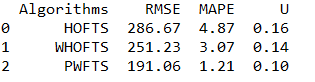 Algorithms RMSE MAPE U
0 HOFTS 286.67 4.87 0.16
1 WHOFTS 251.23 3.07 0.14
2 PWFTS 191.06 1.21 0.10